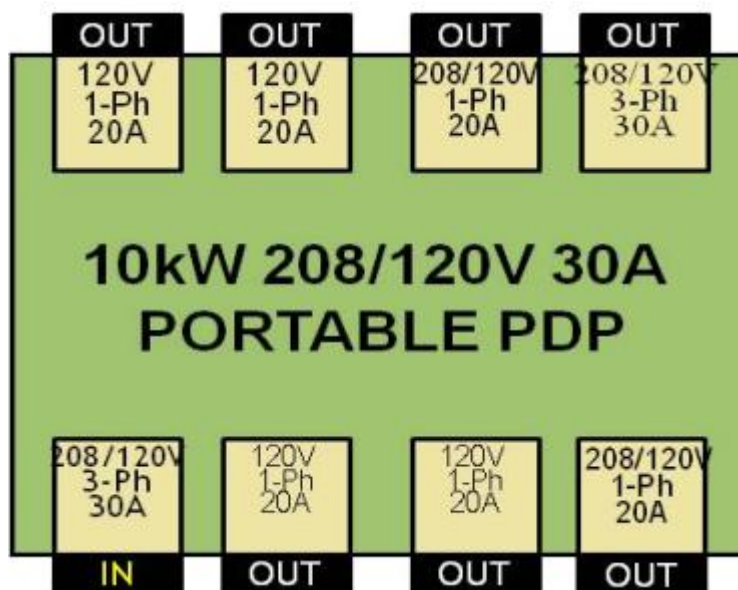 OUT
120V
1-Ph
20A
OUT
120V
1-Ph
20A
OUT
208/120V
1-Ph
20A
OUT
208/120V
3-Ph
30A
10kW 208/120V 30A
PORTABLE PDP
208/120V
3-Ph
30A
IN
120V
1-Ph
20A
OUT
120V
1-Ph
20A
OUT
208/120V
1-Ph
20A
OUT